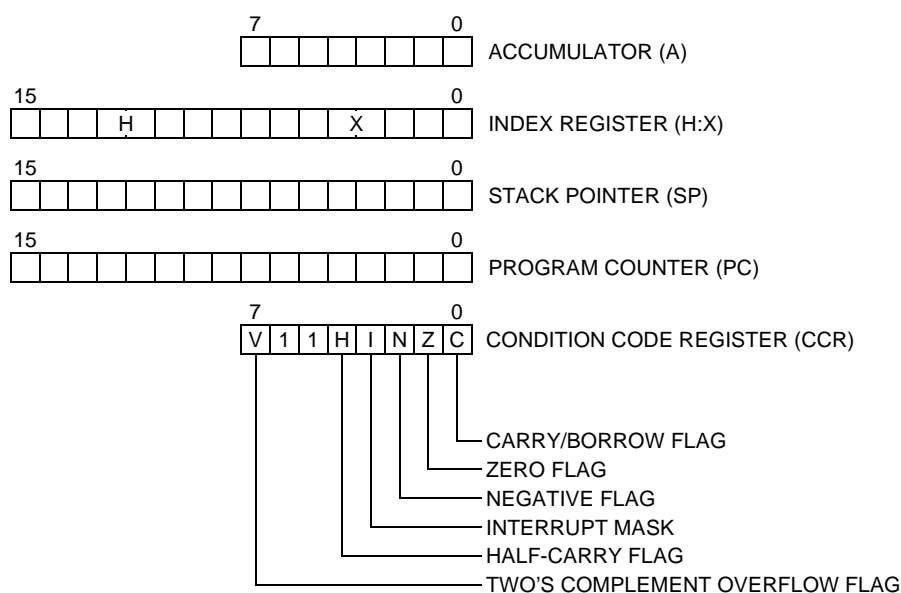 7 0
ACCUMULATOR (A)
15 0
H X INDEX REGISTER (H:X)
15 0
STACK POINTER (SP)
15 0
PROGRAM COUNTER (PC)
7 0
V 1 1 H I N Z C CONDITION CODE REGISTER (CCR)
CARRY/BORROW FLAG
ZERO FLAG
NEGATIVE FLAG
INTERRUPT MASK
HALF-CARRY FLAG
TWO'S COMPLEMENT OVERFLOW FLAG